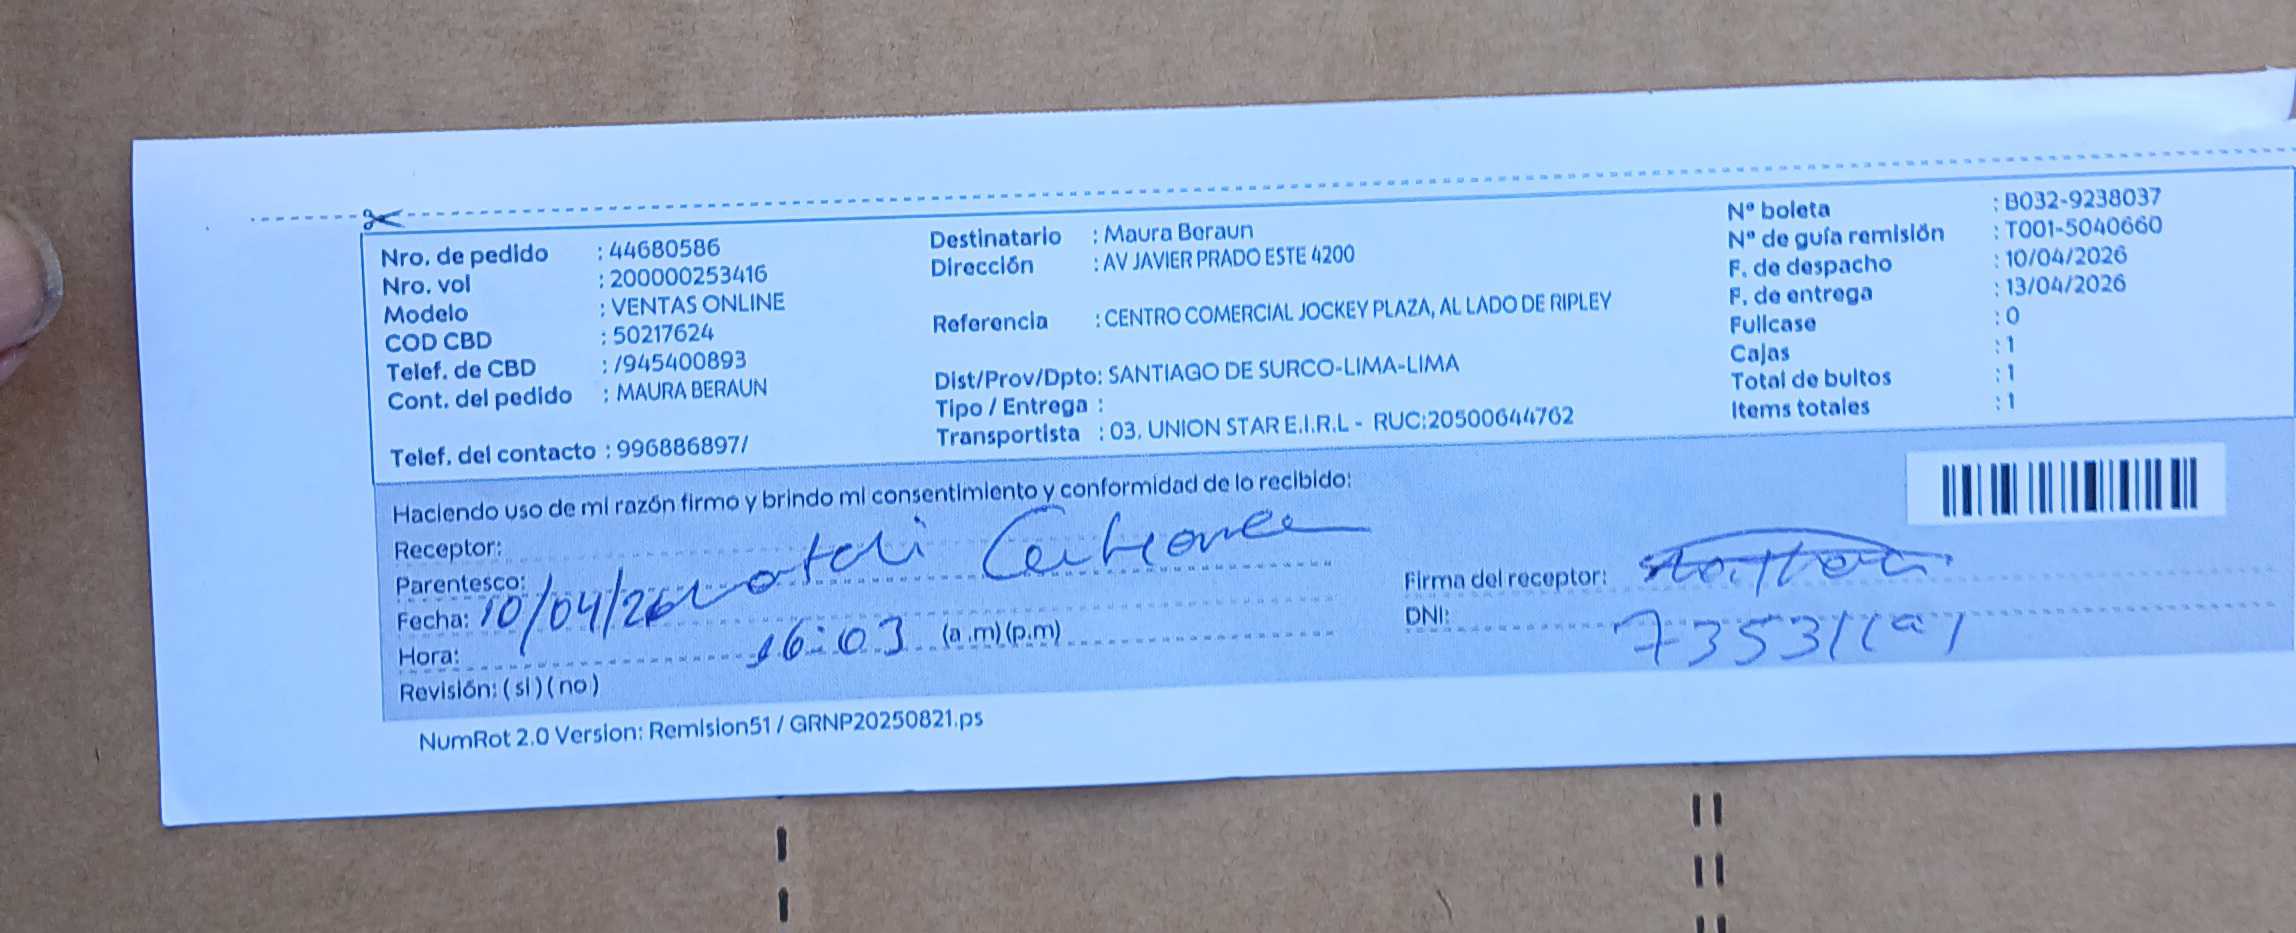 Nro. de pedido : 44680586
Nro. vol : 200000253416
Modelo : VENTAS ONLINE
COD CBD : 50217624
Telef. de CBD : /945400893
Cont. del pedido : MAURA BERAUN
Telef. del contacto : 996886897/
Destinatario : Maura Beraun
Dirección : AV JAVIER PRADO ESTE 4200
Referencia : CENTRO COMERCIAL JOCKEY PLAZA, AL LADO DE RIPLEY
Dist/Prov/Dpto: SANTIAGO DE SURCO-LIMA-LIMA
Tipo / Entrega :
Transportista : 03. UNION STAR E.I.R.L - RUC:20500644762
Nº boleta : B032-9238037
Nº de guía remisión : T001-5040660
F. de despacho : 10/04/2026
F. de entrega : 13/04/2026
Fullcase : 0
Cajas : 1
Total de bultos : 1
Items totales : 1
Haciendo uso de mi razón firmo y brindo mi consentimiento y conformidad de lo recibido:
Receptor:
Parentesco:
Fecha: 10/04/26
Hora: 16:03 (a .m)(p.m)
Revisión: ( si ) ( no )
Firma del receptor:
DNI:
NumRot 2.0 Version: Remision51 / GRNP20250821.ps